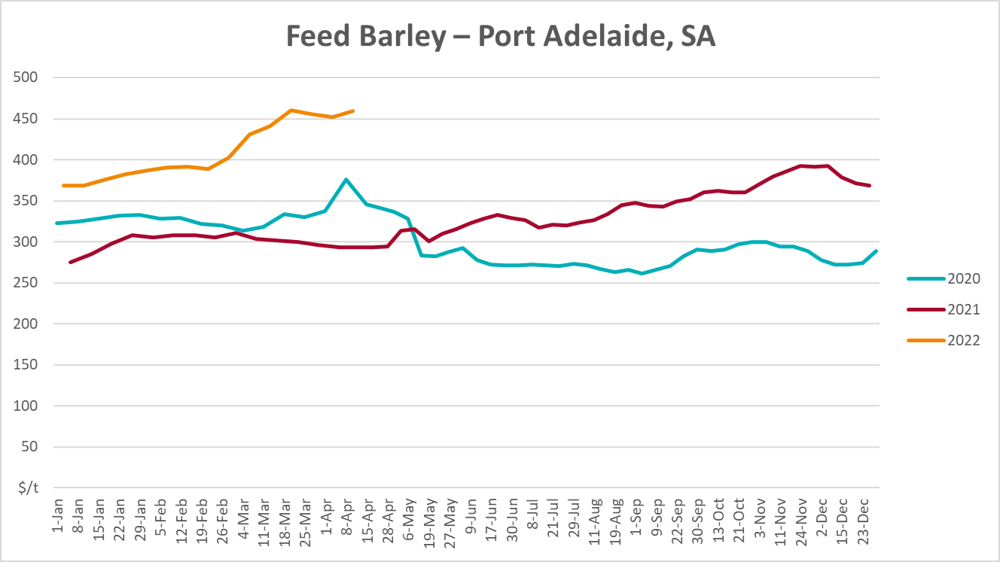 Feed Barley – Port Adelaide, SA
500
450
400
350
300
250
200
150
100
50
$/t
1-Jan
8-Jan
15-Jan
22-Jan
29-Jan
5-Feb
12-Feb
19-Feb
26-Feb
4-Mar
11-Mar
18-Mar
25-Mar
1-Apr
8-Apr
15-Apr
28-Apr
6-May
19-May
27-May
9-Jun
17-Jun
30-Jun
8-Jul
21-Jul
29-Jul
11-Aug
19-Aug
1-Sep
9-Sep
22-Sep
30-Sep
13-Oct
21-Oct
3-Nov
11-Nov
24-Nov
2-Dec
15-Dec
23-Dec
2020
2021
2022